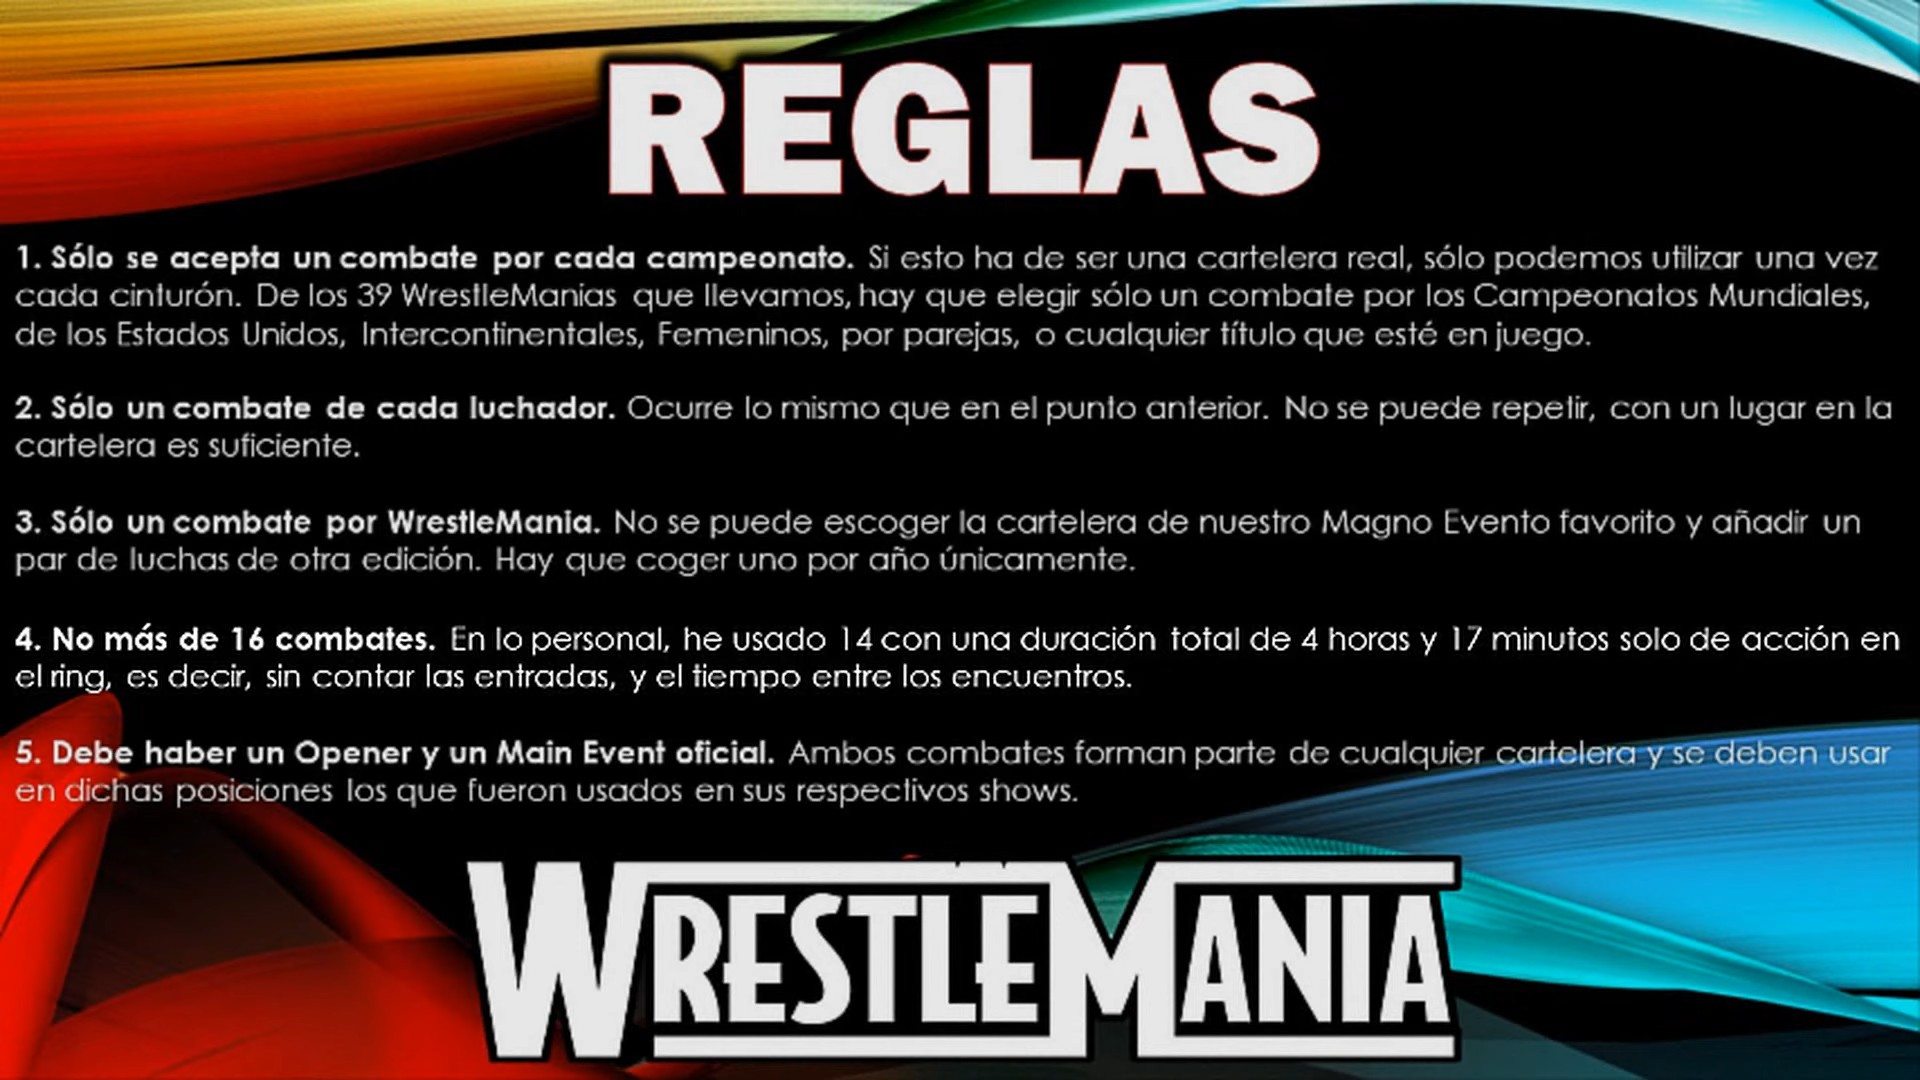 REGLAS
1. Sólo se acepta un combate por cada campeonato. Si esto ha de ser una cartelera real, sólo podemos utilizar una vez
cada cinturón. De los 39 WrestleManias que llevamos, hay que elegir sólo un combate por los Campeonatos Mundiales,
de los Estados Unidos, Intercontinentales, Femeninos, por parejas, o cualquier título que esté en juego.
2. Sólo un combate de cada luchador. Ocurre lo mismo que en el punto anterior. No se puede repetir, con un lugar en la
cartelera es suficiente.
3. Sólo un combate por WrestleMania. No se puede escoger la cartelera de nuestro Magno Evento favorito y añadir un
par de luchas de otra edición. Hay que coger uno por año únicamente.
4. No más de 16 combates. En lo personal, he usado 14 con una duración total de 4 horas y 17 minutos solo de acción en
el ring, es decir, sin contar las entradas, y el tiempo entre los encuentros.
5. Debe haber un Opener y un Main Event oficial. Ambos combates forman parte de cualquier cartelera y se deben usar
en dichas posiciones los que fueron usados en sus respectivos shows.
WRESTLEMANIA